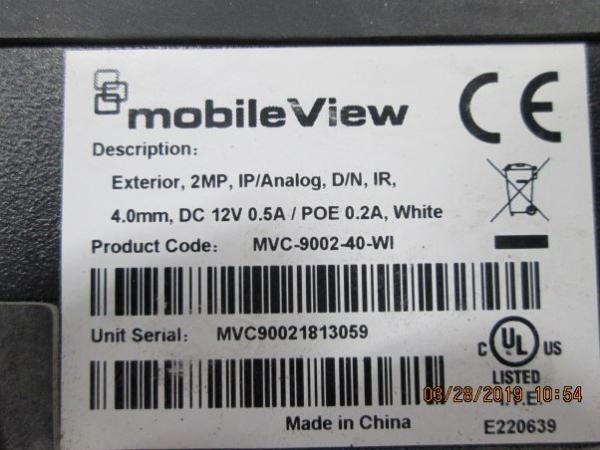 mobileView
CE
Description:
Exterior, 2MP, IP/Analog, D/N, IR,
4.0mm, DC 12V 0.5A / POE 0.2A, White
Product Code: MVC-9002-40-WI
Unit Serial: MVC90021813059
C UL US
LISTED
I.T.E.
03/28/2019 10:54
Made in China
E220639